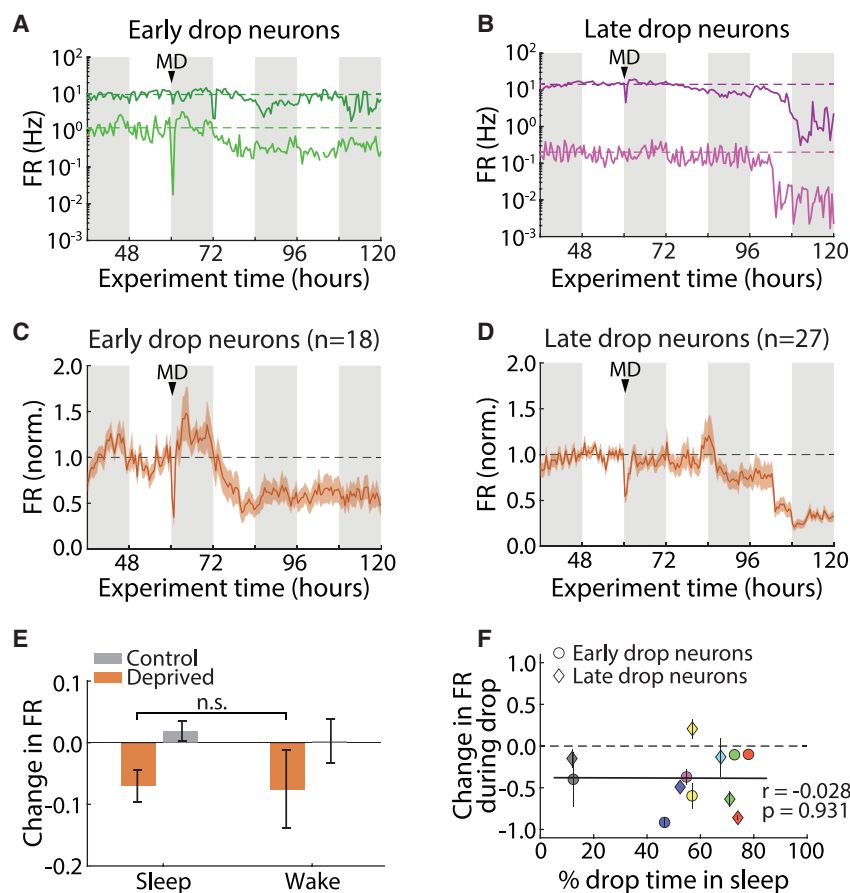 A
Early drop neurons
MD
FR (Hz)
10²
10¹
10⁰
10⁻¹
10⁻²
10⁻³
48 72 96 120
Experiment time (hours)
B
Late drop neurons
MD
FR (Hz)
10²
10¹
10⁰
10⁻¹
10⁻²
10⁻³
48 72 96 120
Experiment time (hours)
C
Early drop neurons (n=18)
MD
FR (norm.)
2.0
1.5
1.0
0.5
0.0
48 72 96 120
Experiment time (hours)
D
Late drop neurons (n=27)
MD
FR (norm.)
2.0
1.5
1.0
0.5
0.0
48 72 96 120
Experiment time (hours)
E
Control
Deprived
n.s.
Change in FR
0.1
0.0
-0.1
-0.2
Sleep Wake
F
Early drop neurons
Late drop neurons
Change in FR
during drop
1.0
0.5
-0.0
-0.5
-1.0
r = -0.028
p = 0.931
0 20 40 60 80 100
% drop time in sleep